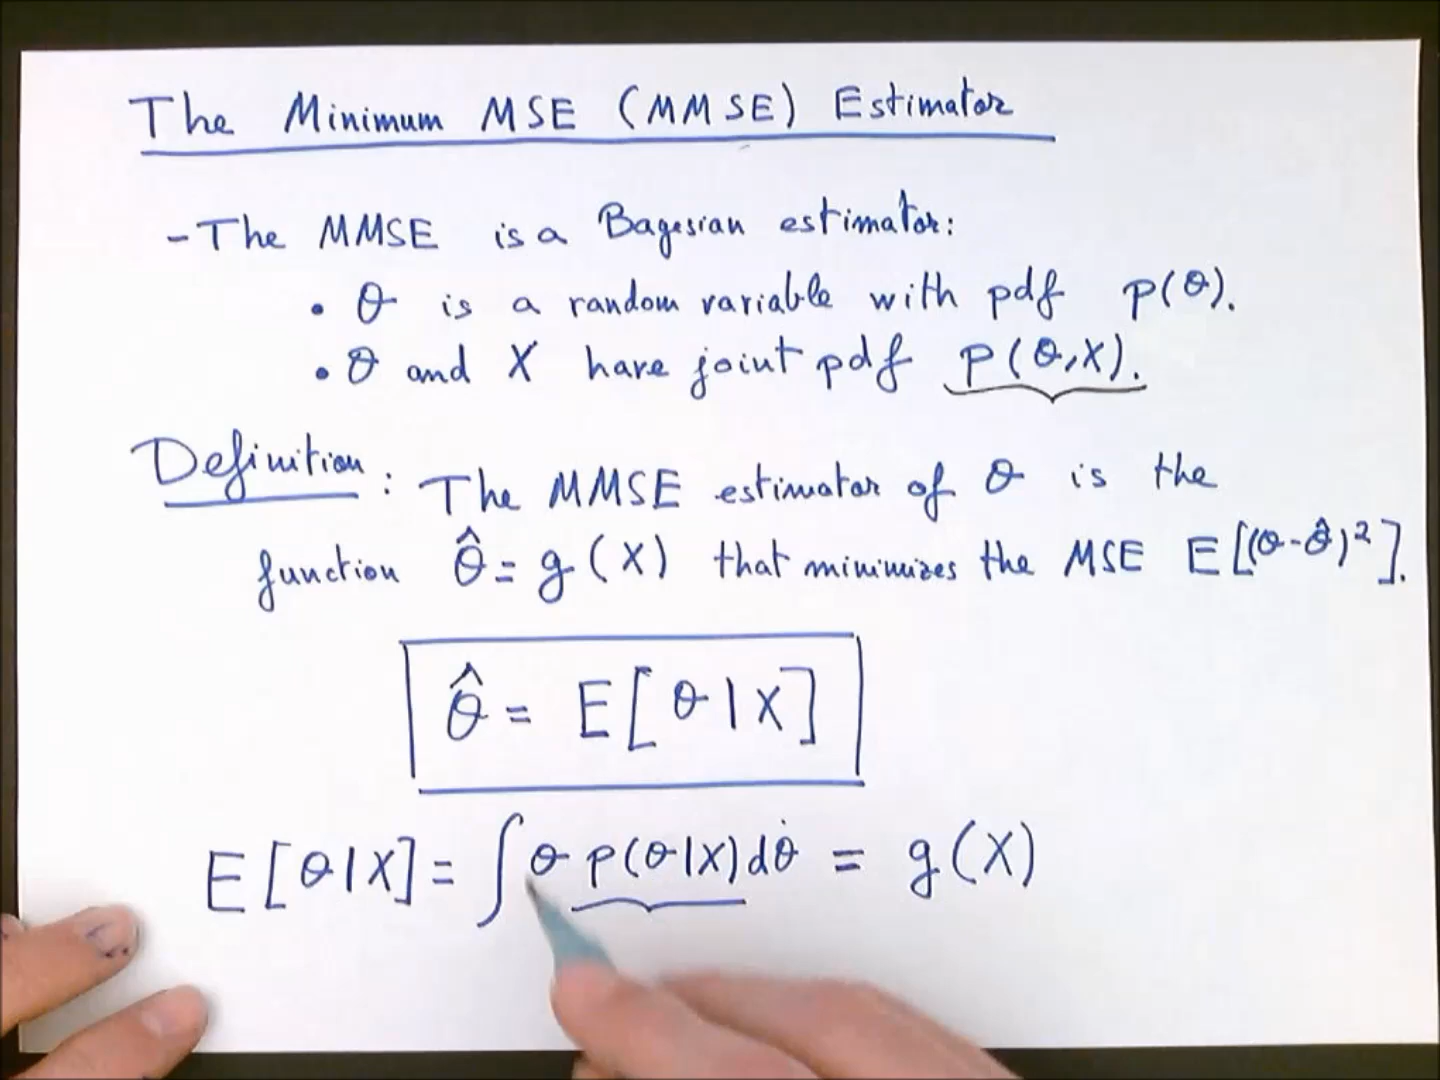 The Minimum MSE (MMSE) Estimator
- The MMSE is a Bayesian estimator:
• θ is a random variable with pdf p(θ).
• θ and X have joint pdf p(θ,X).
Definition: The MMSE estimator of θ is the
function θ̂ = g(X) that minimizes the MSE E[(θ-θ̂)²].
θ̂ = E[θ|X]
E[θ|X] = ∫θ p(θ|X)dθ = g(X)